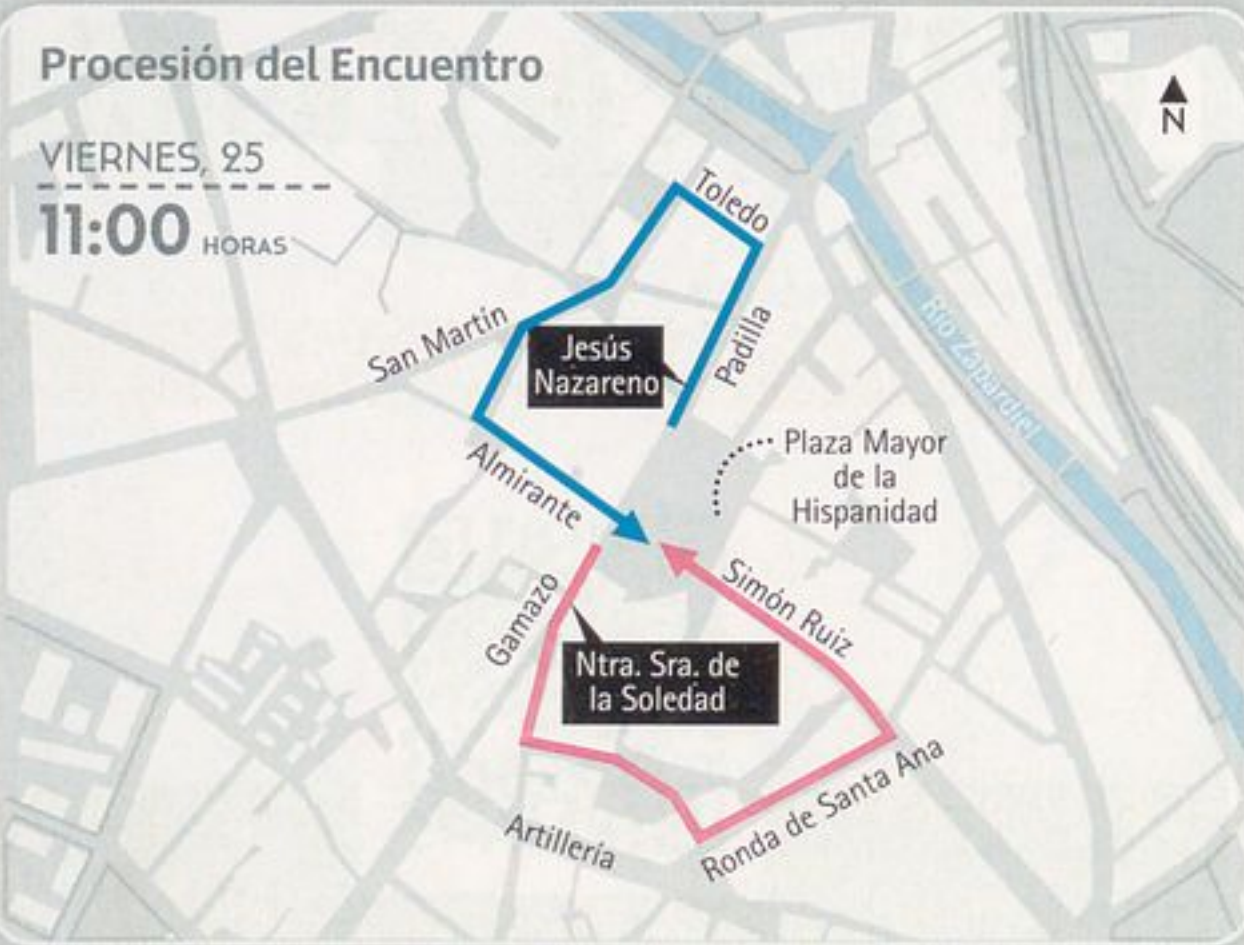 Procesión del Encuentro
VIERNES, 25
11:00 HORAS
N
Toledo
San Martín
Padilla
Jesús
Nazareno
Río Zapardiel
Almirante
Plaza Mayor
de la
Hispanidad
Gamazo
Simón Ruiz
Ntra. Sra. de
la Soledad
Artillería
Ronda de Santa Ana